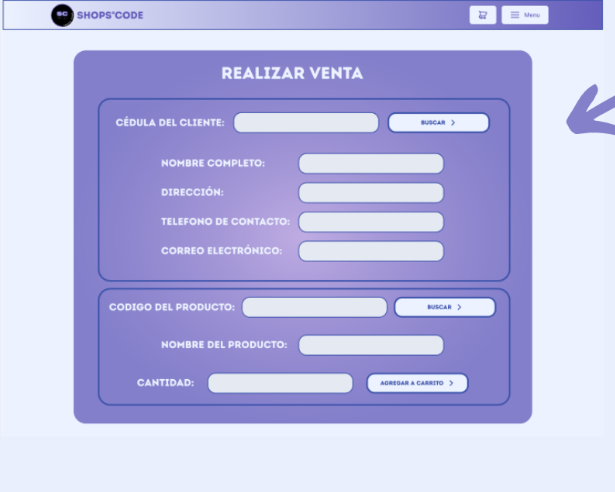 SC SHOPS'CODE
Menu
REALIZAR VENTA
CÉDULA DEL CLIENTE:
BUSCAR
NOMBRE COMPLETO:
DIRECCIÓN:
TELEFONO DE CONTACTO:
CORREO ELECTRÓNICO:
CODIGO DEL PRODUCTO:
BUSCAR
NOMBRE DEL PRODUCTO:
CANTIDAD:
AGREGAR A CARRITO